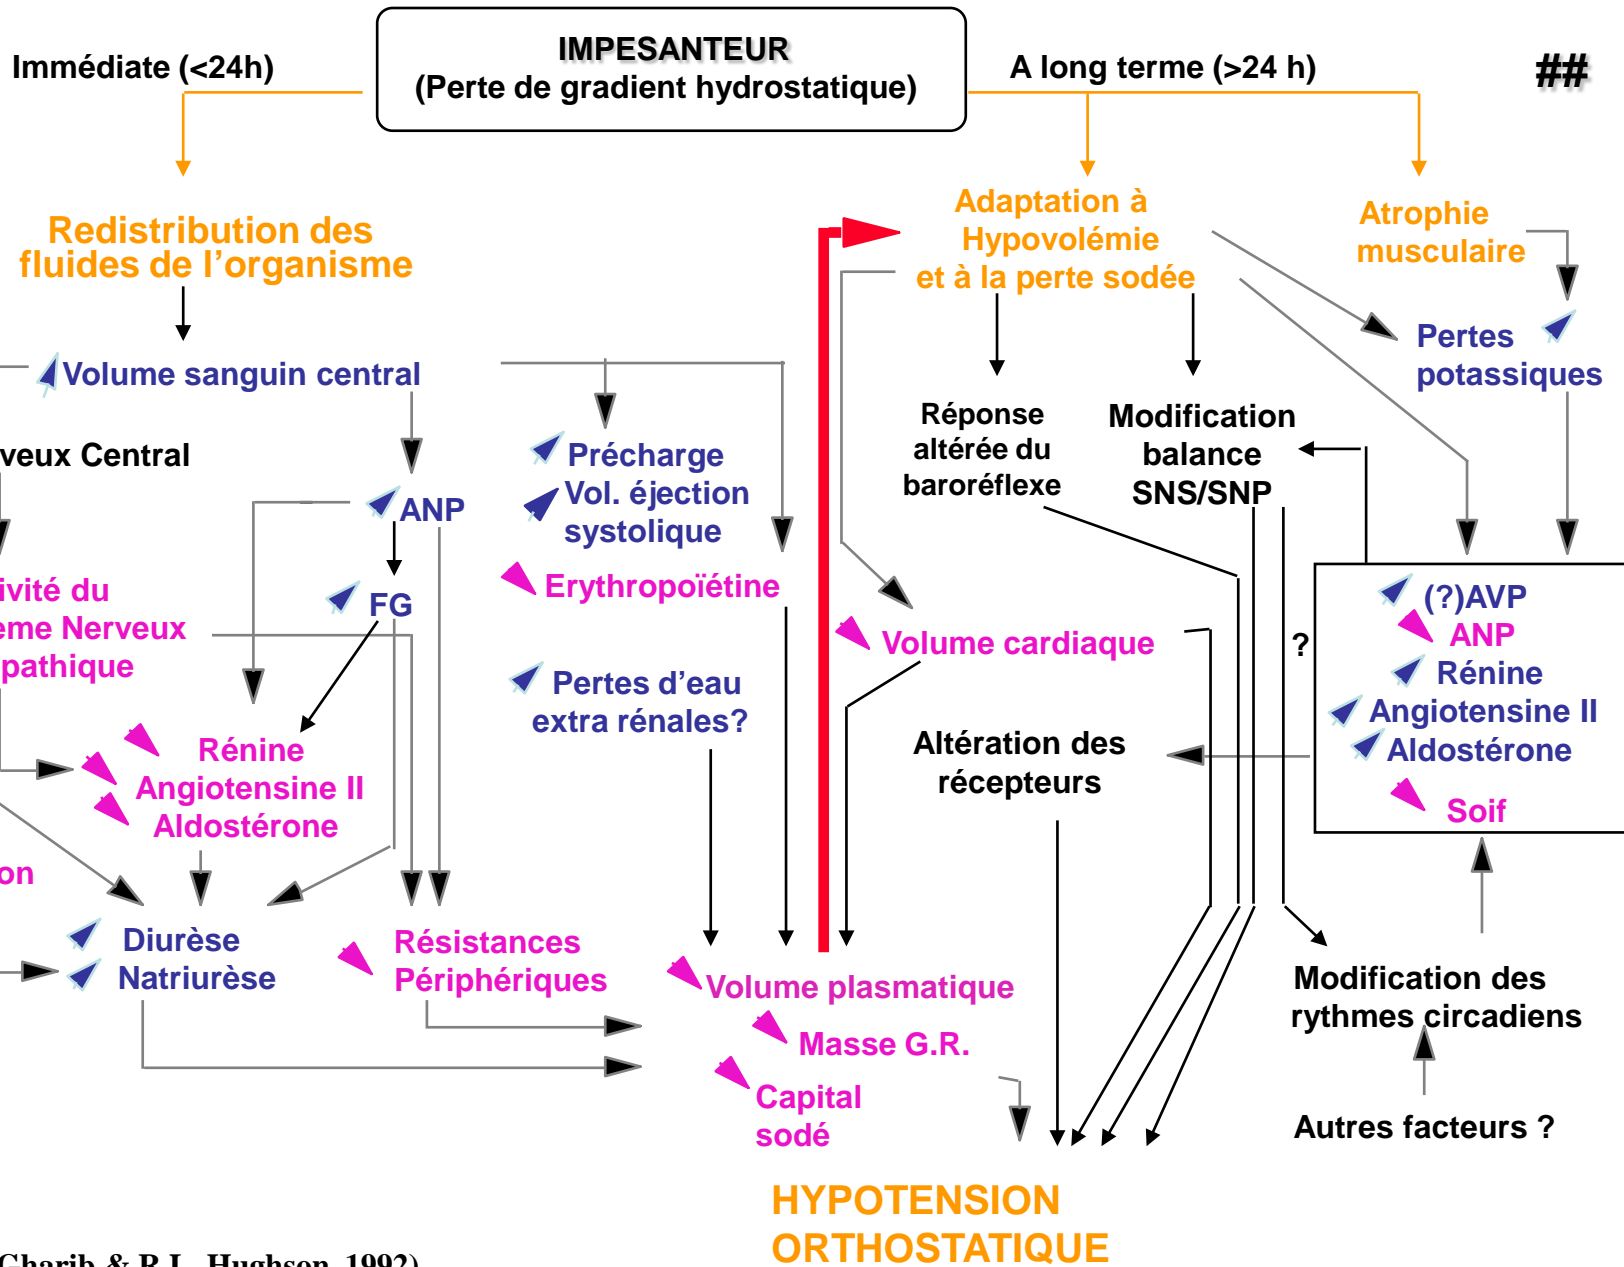 Immédiate (<24h)
IMPESANTEUR
(Perte de gradient hydrostatique)
A long terme (>24 h)
##
Redistribution des
fluides de l'organisme
Volume sanguin central
veux Central
ANP
FG
ivité du
eme Nerveux
pathique
Rénine
Angiotensine II
Aldostérone
on
Diurèse
Natriurèse
Résistances
Périphériques
Précharge
Vol. éjection
systolique
Erythropoïétine
Pertes d'eau
extra rénales?
Volume plasmatique
Masse G.R.
Capital
sodé
Adaptation à
Hypovolémie
et à la perte sodée
Réponse
altérée du
baroréflexe
Modification
balance
SNS/SNP
Volume cardiaque
Altération des
récepteurs
Atrophie
musculaire
Pertes
potassiques
?
(?)AVP
ANP
Rénine
Angiotensine II
Aldostérone
Soif
Modification des
rythmes circadiens
Autres facteurs ?
HYPOTENSION
ORTHOSTATIQUE
Gharib & R.L. Hughson, 1992)